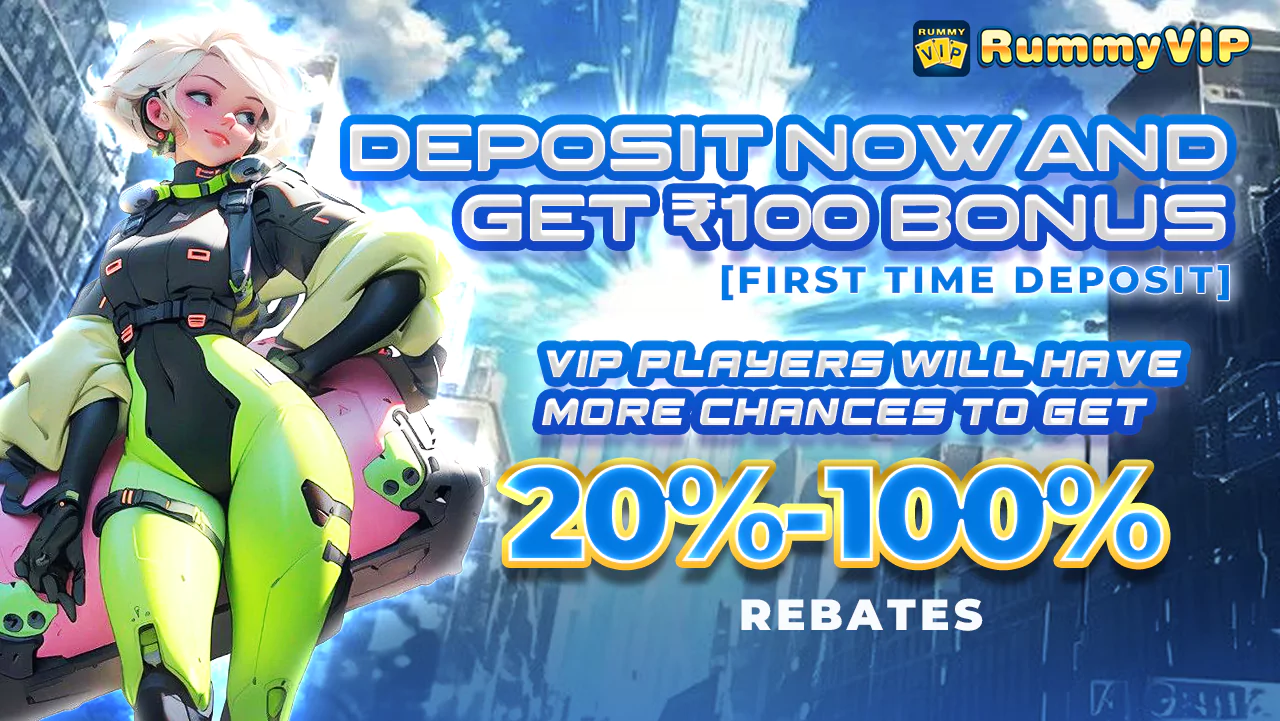 RUMMY
VIP
RummyVIP
DEPOSIT NOW AND
GET ₹100 BONUS
[FIRST TIME DEPOSIT]
VIP PLAYERS WILL HAVE
MORE CHANCES TO GET
20%-100%
REBATES